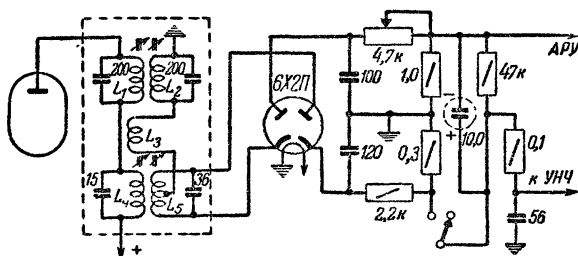 200
200
L₁
L₂
L₃
15
L₄
L₅
36
6Х2П
4,7к
100
1,0
47к
АРУ
+
10,0
120
0,3
0,1
к УНЧ
2,2к
56
+